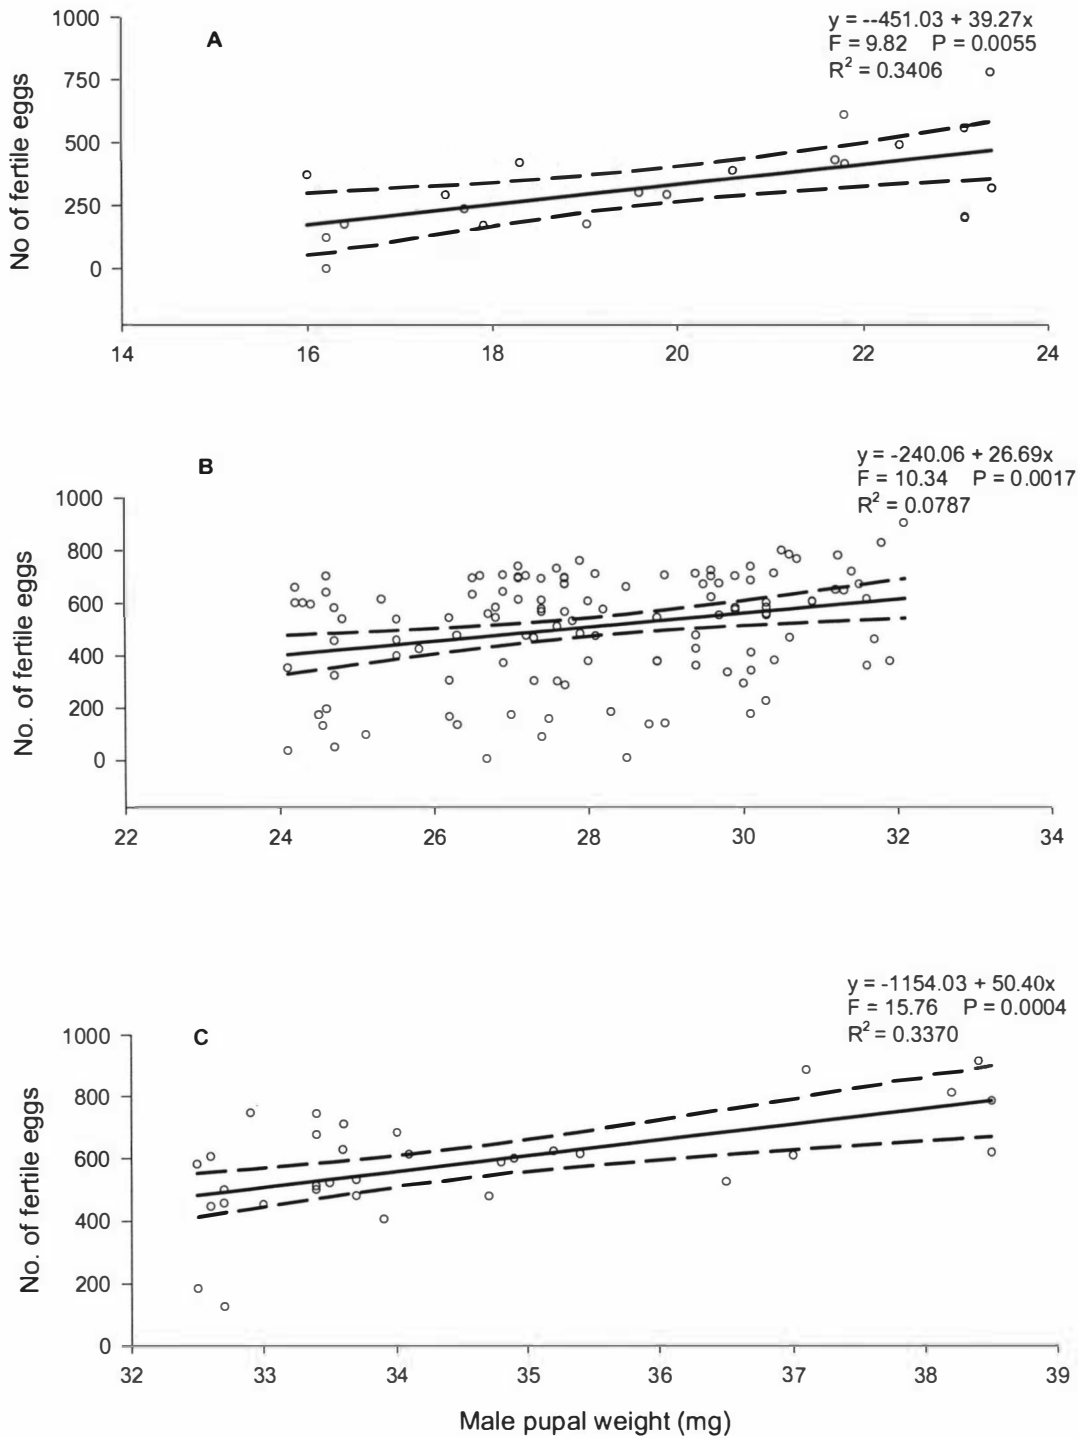 A
y = --451.03 + 39.27x
F = 9.82 P = 0.0055
R² = 0.3406
No of fertile eggs
1000
750
500
250
0
14 16 18 20 22 24
B
y = -240.06 + 26.69x
F = 10.34 P = 0.0017
R² = 0.0787
No. of fertile eggs
1000
800
600
400
200
0
22 24 26 28 30 32 34
C
y = -1154.03 + 50.40x
F = 15.76 P = 0.0004
R² = 0.3370
No. of fertile eggs
1000
800
600
400
200
0
32 33 34 35 36 37 38 39
Male pupal weight (mg)